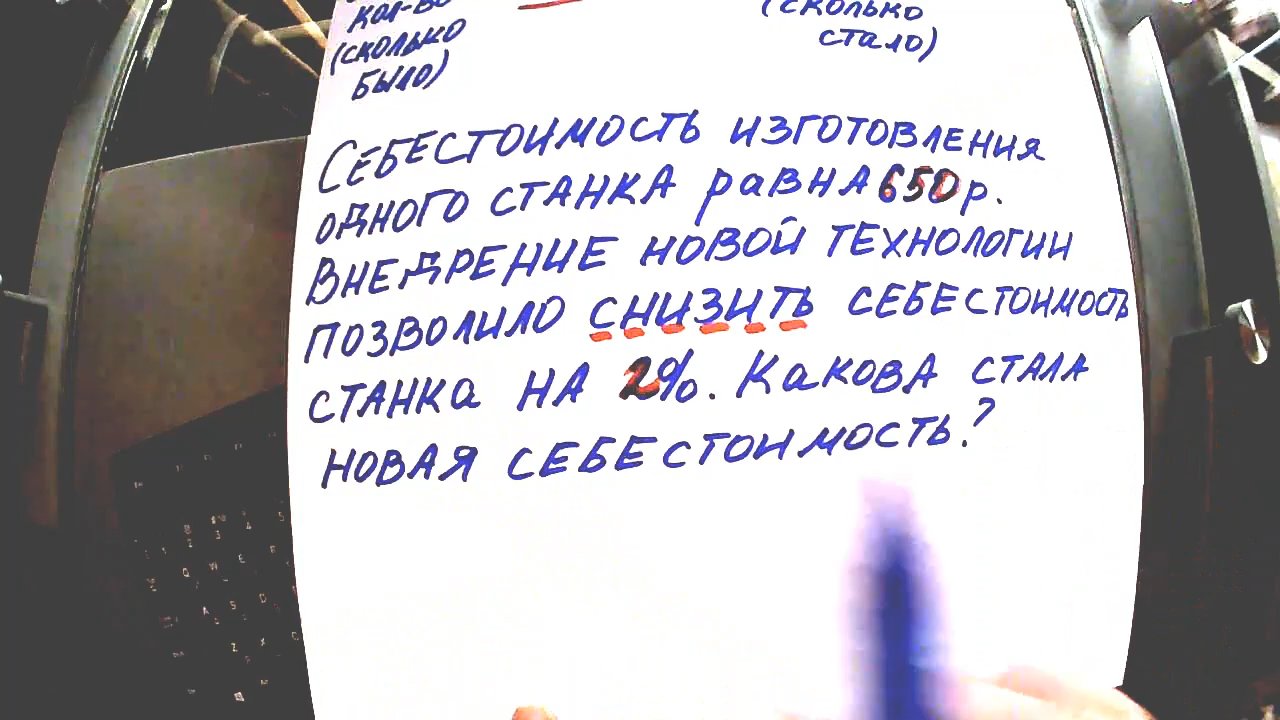 кол-во
(сколько
(сколько
стало)
было)
Себестоимость изготовления
одного станка равна 650 р.
Внедрение новой технологии
позволило снизить себестоимость
станка на 2%. Какова стала
новая себестоимость?